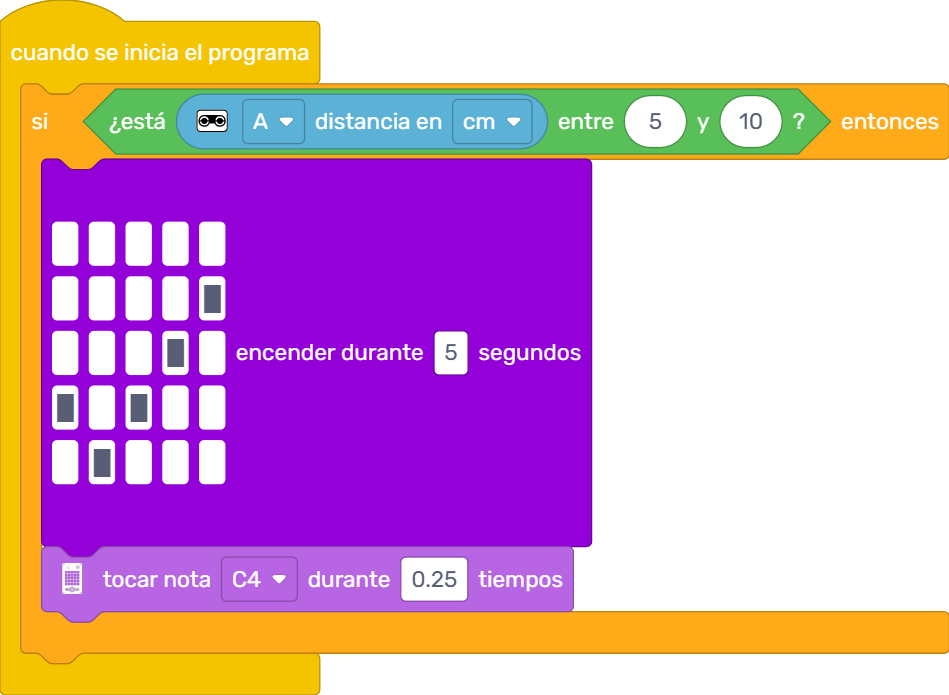 cuando se inicia el programa
si ¿está A distancia en cm entre 5 y 10 ? entonces
encender durante 5 segundos
tocar nota C4 durante 0.25 tiempos